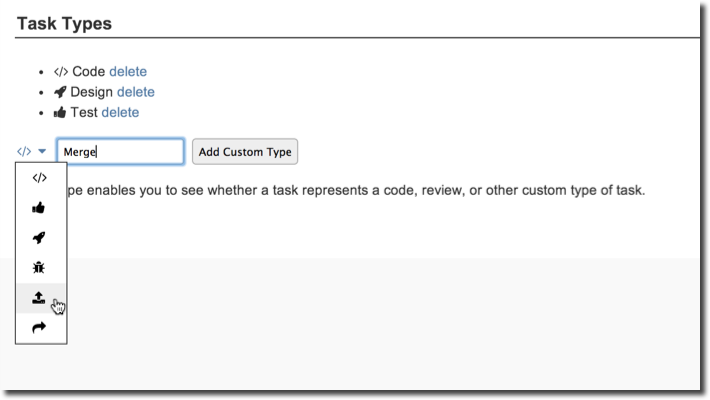 Task Types
</> Code delete
Design delete
Test delete
</> Merge Add Custom Type
</>
pe enables you to see whether a task represents a code, review, or other custom type of task.